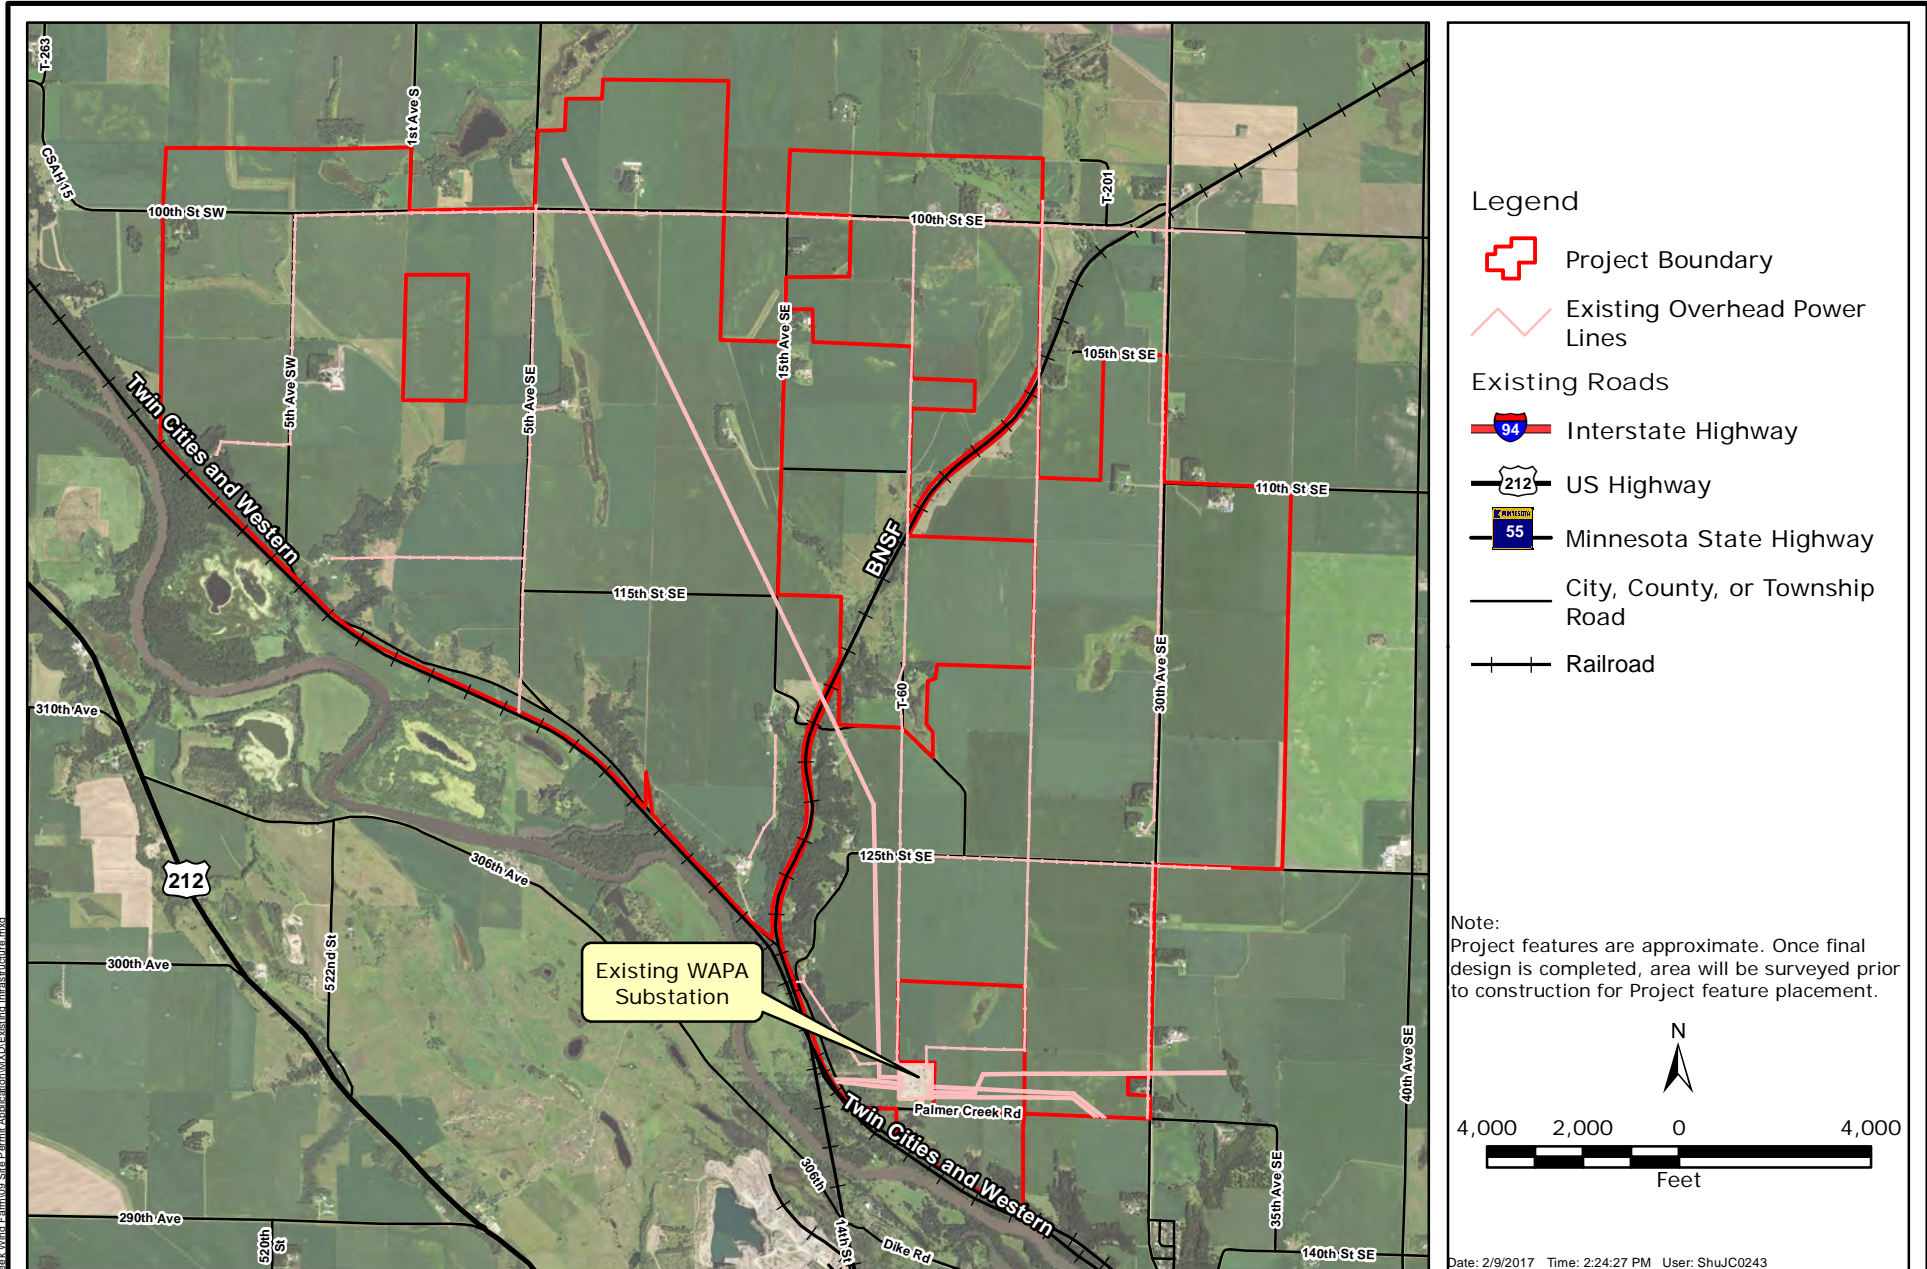 T-263
1st Ave S
CSAH 15
100th St SW
100th St SE
T-201
5th Ave SW
5th Ave SE
15th Ave SE
105th St SE
Twin Cities and Western
110th St SE
BNSF
115th St SE
30th Ave SE
T-60
310th Ave
212
306th Ave
125th St SE
522nd St
300th Ave
Existing WAPA
Substation
40th Ave SE
Palmer Creek Rd
Twin Cities and Western
306th
14th St
35th Ave SE
290th Ave
520th
St
Dike Rd
140th St SE
Legend
Project Boundary
Existing Overhead Power
Lines
Existing Roads
94
Interstate Highway
212
US Highway
MINNESOTA
55
Minnesota State Highway
City, County, or Township
Road
Railroad
Note:
Project features are approximate. Once final
design is completed, area will be surveyed prior
to construction for Project feature placement.
N
4,000 2,000 0 4,000
Feet
Date: 2/9/2017 Time: 2:24:27 PM User: ShuJC0243